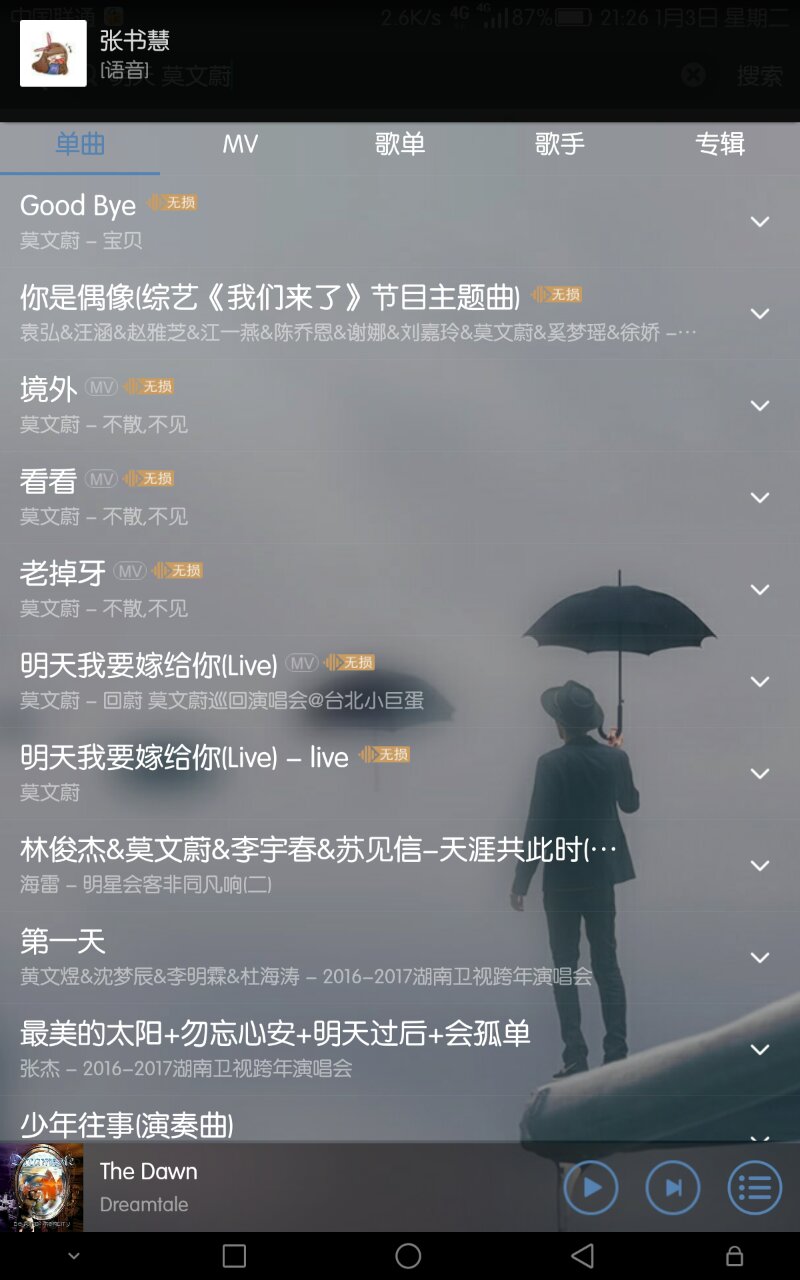 中国联通
2.6K/s 4G 4G 87% 21:26 1月3日 星期二
张书慧
[语音]
明天 莫文蔚
搜索
单曲 MV 歌单 歌手 专辑
Good Bye 无损
莫文蔚 – 宝贝
你是偶像(综艺《我们来了》节目主题曲) 无损
袁弘&汪涵&赵雅芝&江一燕&陈乔恩&谢娜&刘嘉玲&莫文蔚&奚梦瑶&徐娇 –…
境外 MV 无损
莫文蔚 – 不散,不见
看看 MV 无损
莫文蔚 – 不散,不见
老掉牙 MV 无损
莫文蔚 – 不散,不见
明天我要嫁给你(Live) MV 无损
莫文蔚 – 回蔚 莫文蔚巡回演唱会@台北小巨蛋
明天我要嫁给你(Live) – live 无损
莫文蔚
林俊杰&莫文蔚&李宇春&苏见信–天涯共此时(…
海雷 – 明星会客非同凡响(二)
第一天
黄文煜&沈梦辰&李明霖&杜海涛 – 2016–2017湖南卫视跨年演唱会
最美的太阳+勿忘心安+明天过后+会孤单
张杰 – 2016–2017湖南卫视跨年演唱会
少年往事(演奏曲)
The Dawn
Dreamtale